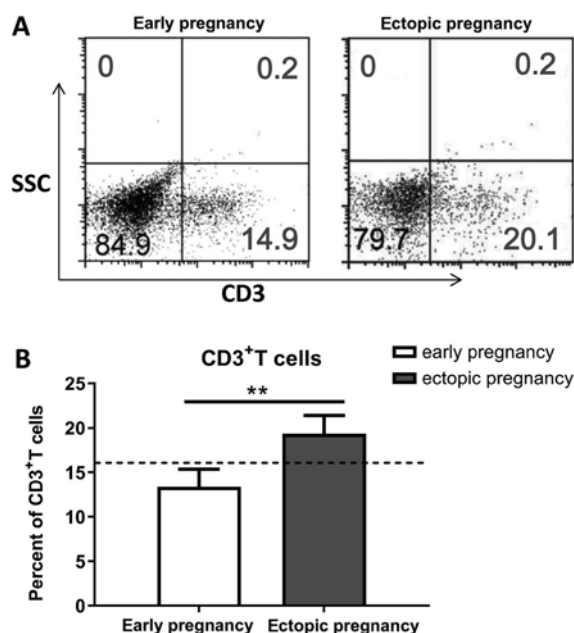 A
Early pregnancy
Ectopic pregnancy
0
0.2
0
0.2
SSC
84.9
14.9
79.7
20.1
CD3
B
CD3⁺T cells
early pregnancy
ectopic pregnancy
**
Percent of CD3⁺T cells
25
20
15
10
5
0
Early pregnancy
Ectopic pregnancy